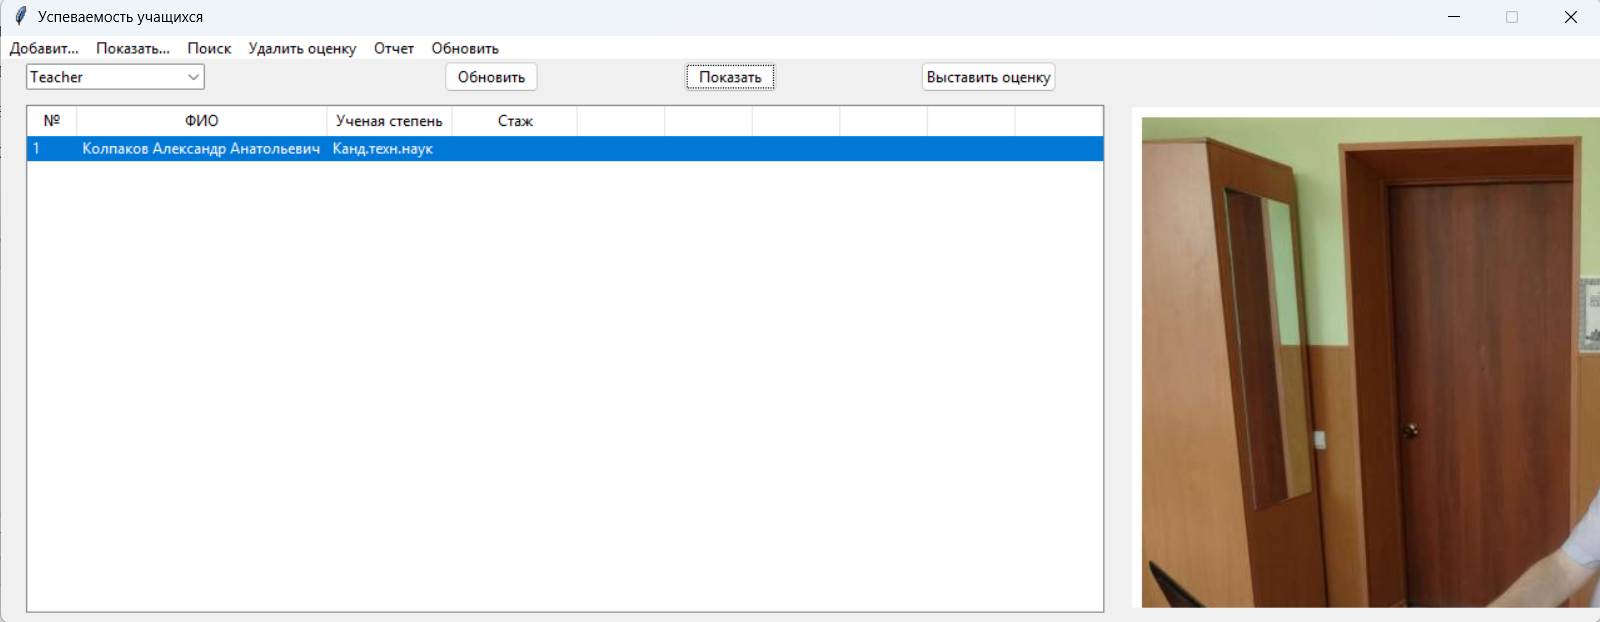 Успеваемость учащихся
Добавит... Показать... Поиск Удалить оценку Отчет Обновить
Teacher Обновить Показать Выставить оценку
№ ФИО Ученая степень Стаж
1 Колпаков Александр Анатольевич Канд.техн.наук